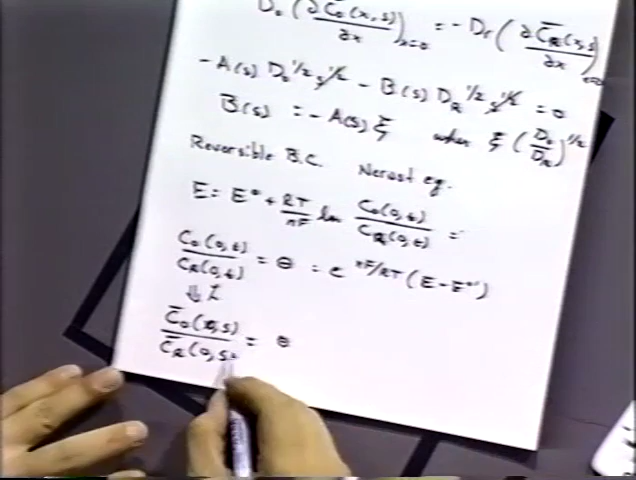 D₀ (∂C̄₀(x,s)/∂x)ₓ₌₀ = - Dᵣ (∂C̄_R(x,s)/∂x)ₓ₌₀
- A(s) D₀^1/2 s^1/2 - B(s) D_R^1/2 s^1/2 = 0
B(s) = - A(s) ξ when ξ (D₀/D_R)^1/2
Reversible B.C. Nernst eq.
E = E°' + RT/nF ln C₀(0,t)/C_R(0,t) =
C₀(0,t)/C_R(0,t) = θ = e^nF/RT (E - E°')
⇓ L
C̄₀(0,s)/C̄_R(0,s) = θ